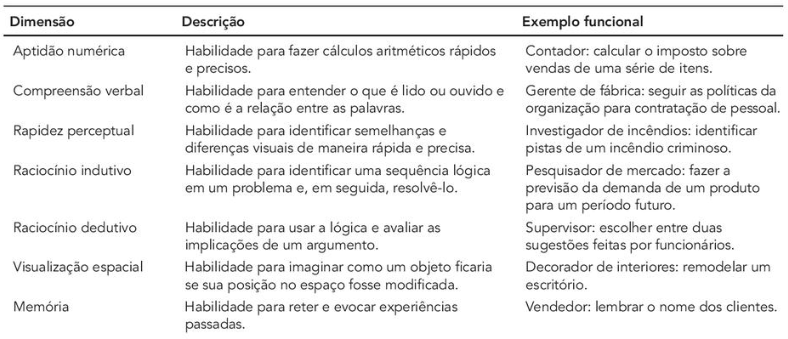 Dimensão Descrição Exemplo funcional
Aptidão numérica Habilidade para fazer cálculos aritméticos rápidos Contador: calcular o imposto sobre
e precisos. vendas de uma série de itens.
Compreensão verbal Habilidade para entender o que é lido ou ouvido e Gerente de fábrica: seguir as políticas da
como é a relação entre as palavras. organização para contratação de pessoal.
Rapidez perceptual Habilidade para identificar semelhanças e Investigador de incêndios: identificar
diferenças visuais de maneira rápida e precisa. pistas de um incêndio criminoso.
Raciocínio indutivo Habilidade para identificar uma sequência lógica Pesquisador de mercado: fazer a
em um problema e, em seguida, resolvê-lo. previsão da demanda de um produto
para um período futuro.
Raciocínio dedutivo Habilidade para usar a lógica e avaliar as Supervisor: escolher entre duas
implicações de um argumento. sugestões feitas por funcionários.
Visualização espacial Habilidade para imaginar como um objeto ficaria Decorador de interiores: remodelar um
se sua posição no espaço fosse modificada. escritório.
Memória Habilidade para reter e evocar experiências Vendedor: lembrar o nome dos clientes.
passadas.